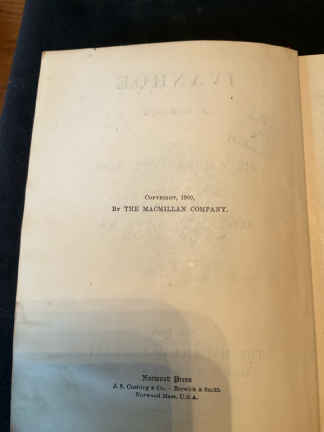 COPYRIGHT, 1900,
BY THE MACMILLAN COMPANY.
Norwood Press
J. S. Cushing & Co. – Berwick & Smith
Norwood Mass. U.S.A.